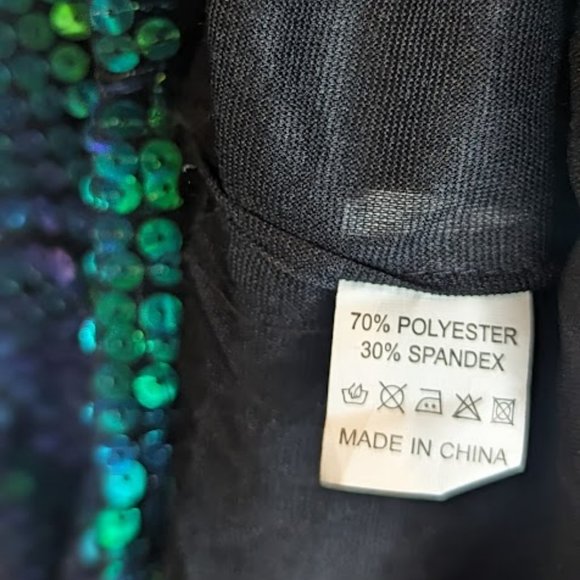 70% POLYESTER
30% SPANDEX
MADE IN CHINA